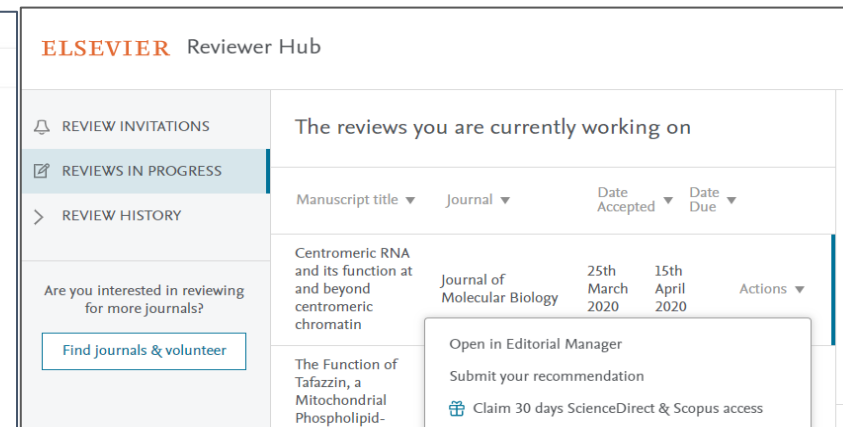 ELSEVIER Reviewer Hub
REVIEW INVITATIONS
REVIEWS IN PROGRESS
REVIEW HISTORY
Are you interested in reviewing
for more journals?
Find journals & volunteer
The reviews you are currently working on
Manuscript title
Journal
Date
Accepted
Date
Due
Centromeric RNA
and its function at
and beyond
centromeric
chromatin
Journal of
Molecular Biology
25th
March
2020
15th
April
2020
Actions
Open in Editorial Manager
Submit your recommendation
Claim 30 days ScienceDirect & Scopus access
The Function of
Tafazzin, a
Mitochondrial
Phospholipid-